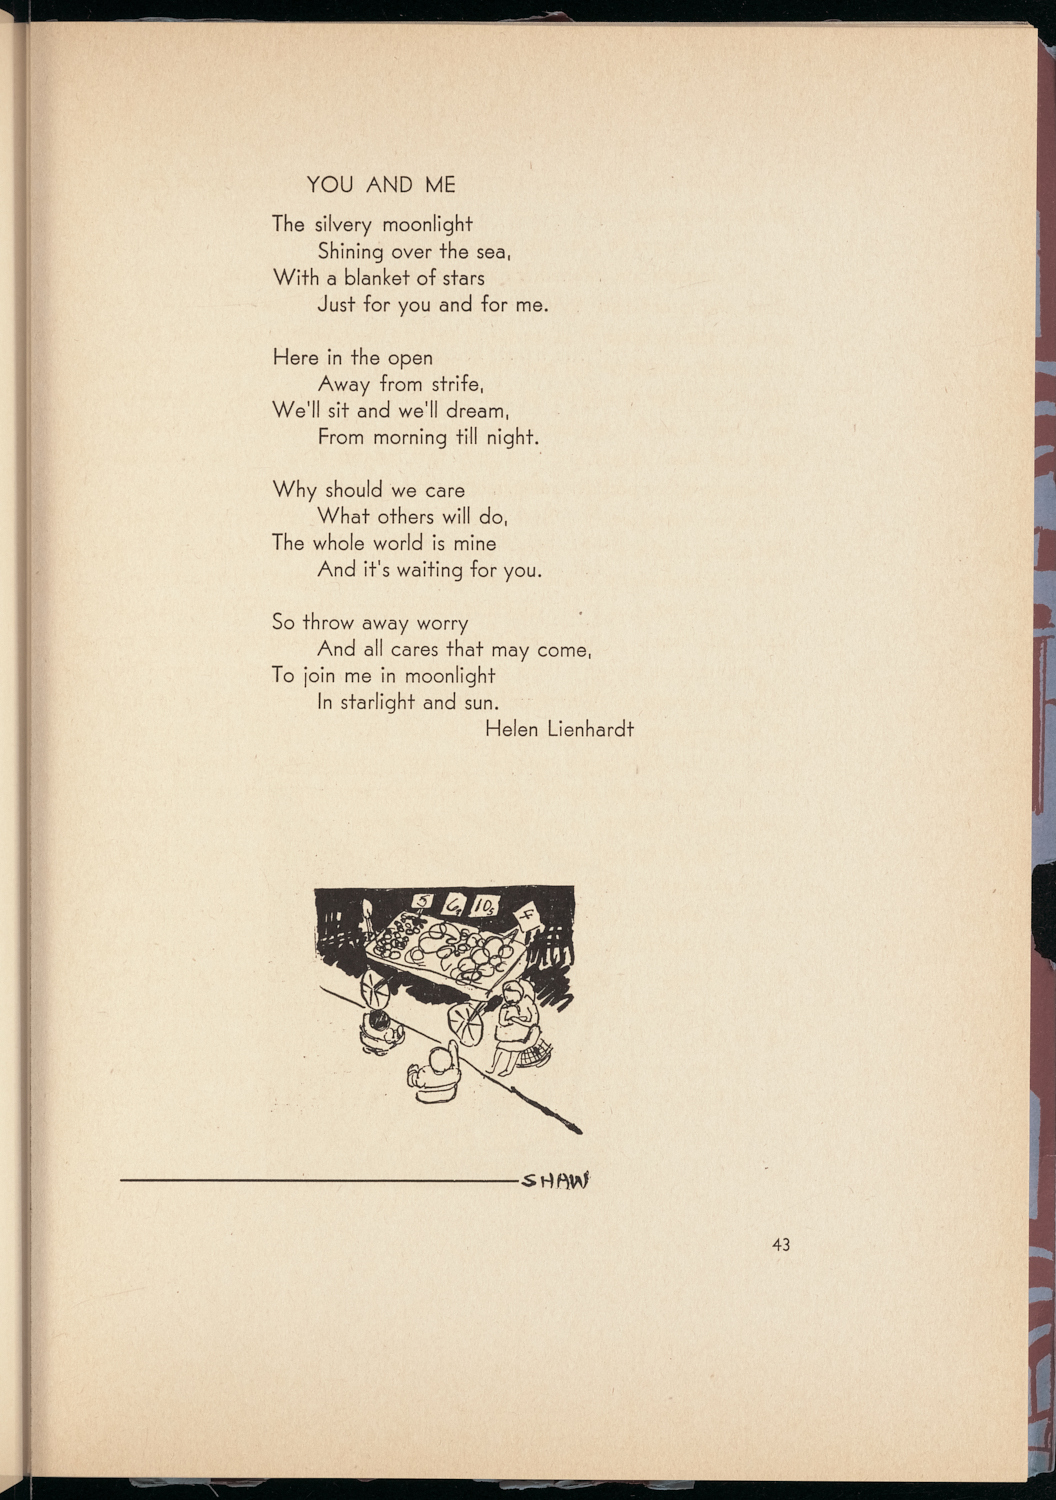 YOU AND ME
The silvery moonlight
Shining over the sea,
With a blanket of stars
Just for you and for me.
Here in the open
Away from strife,
We'll sit and we'll dream,
From morning till night.
Why should we care
What others will do,
The whole world is mine
And it's waiting for you.
So throw away worry
And all cares that may come,
To join me in moonlight
In starlight and sun.
Helen Lienhardt
5
10s
SHAW
43